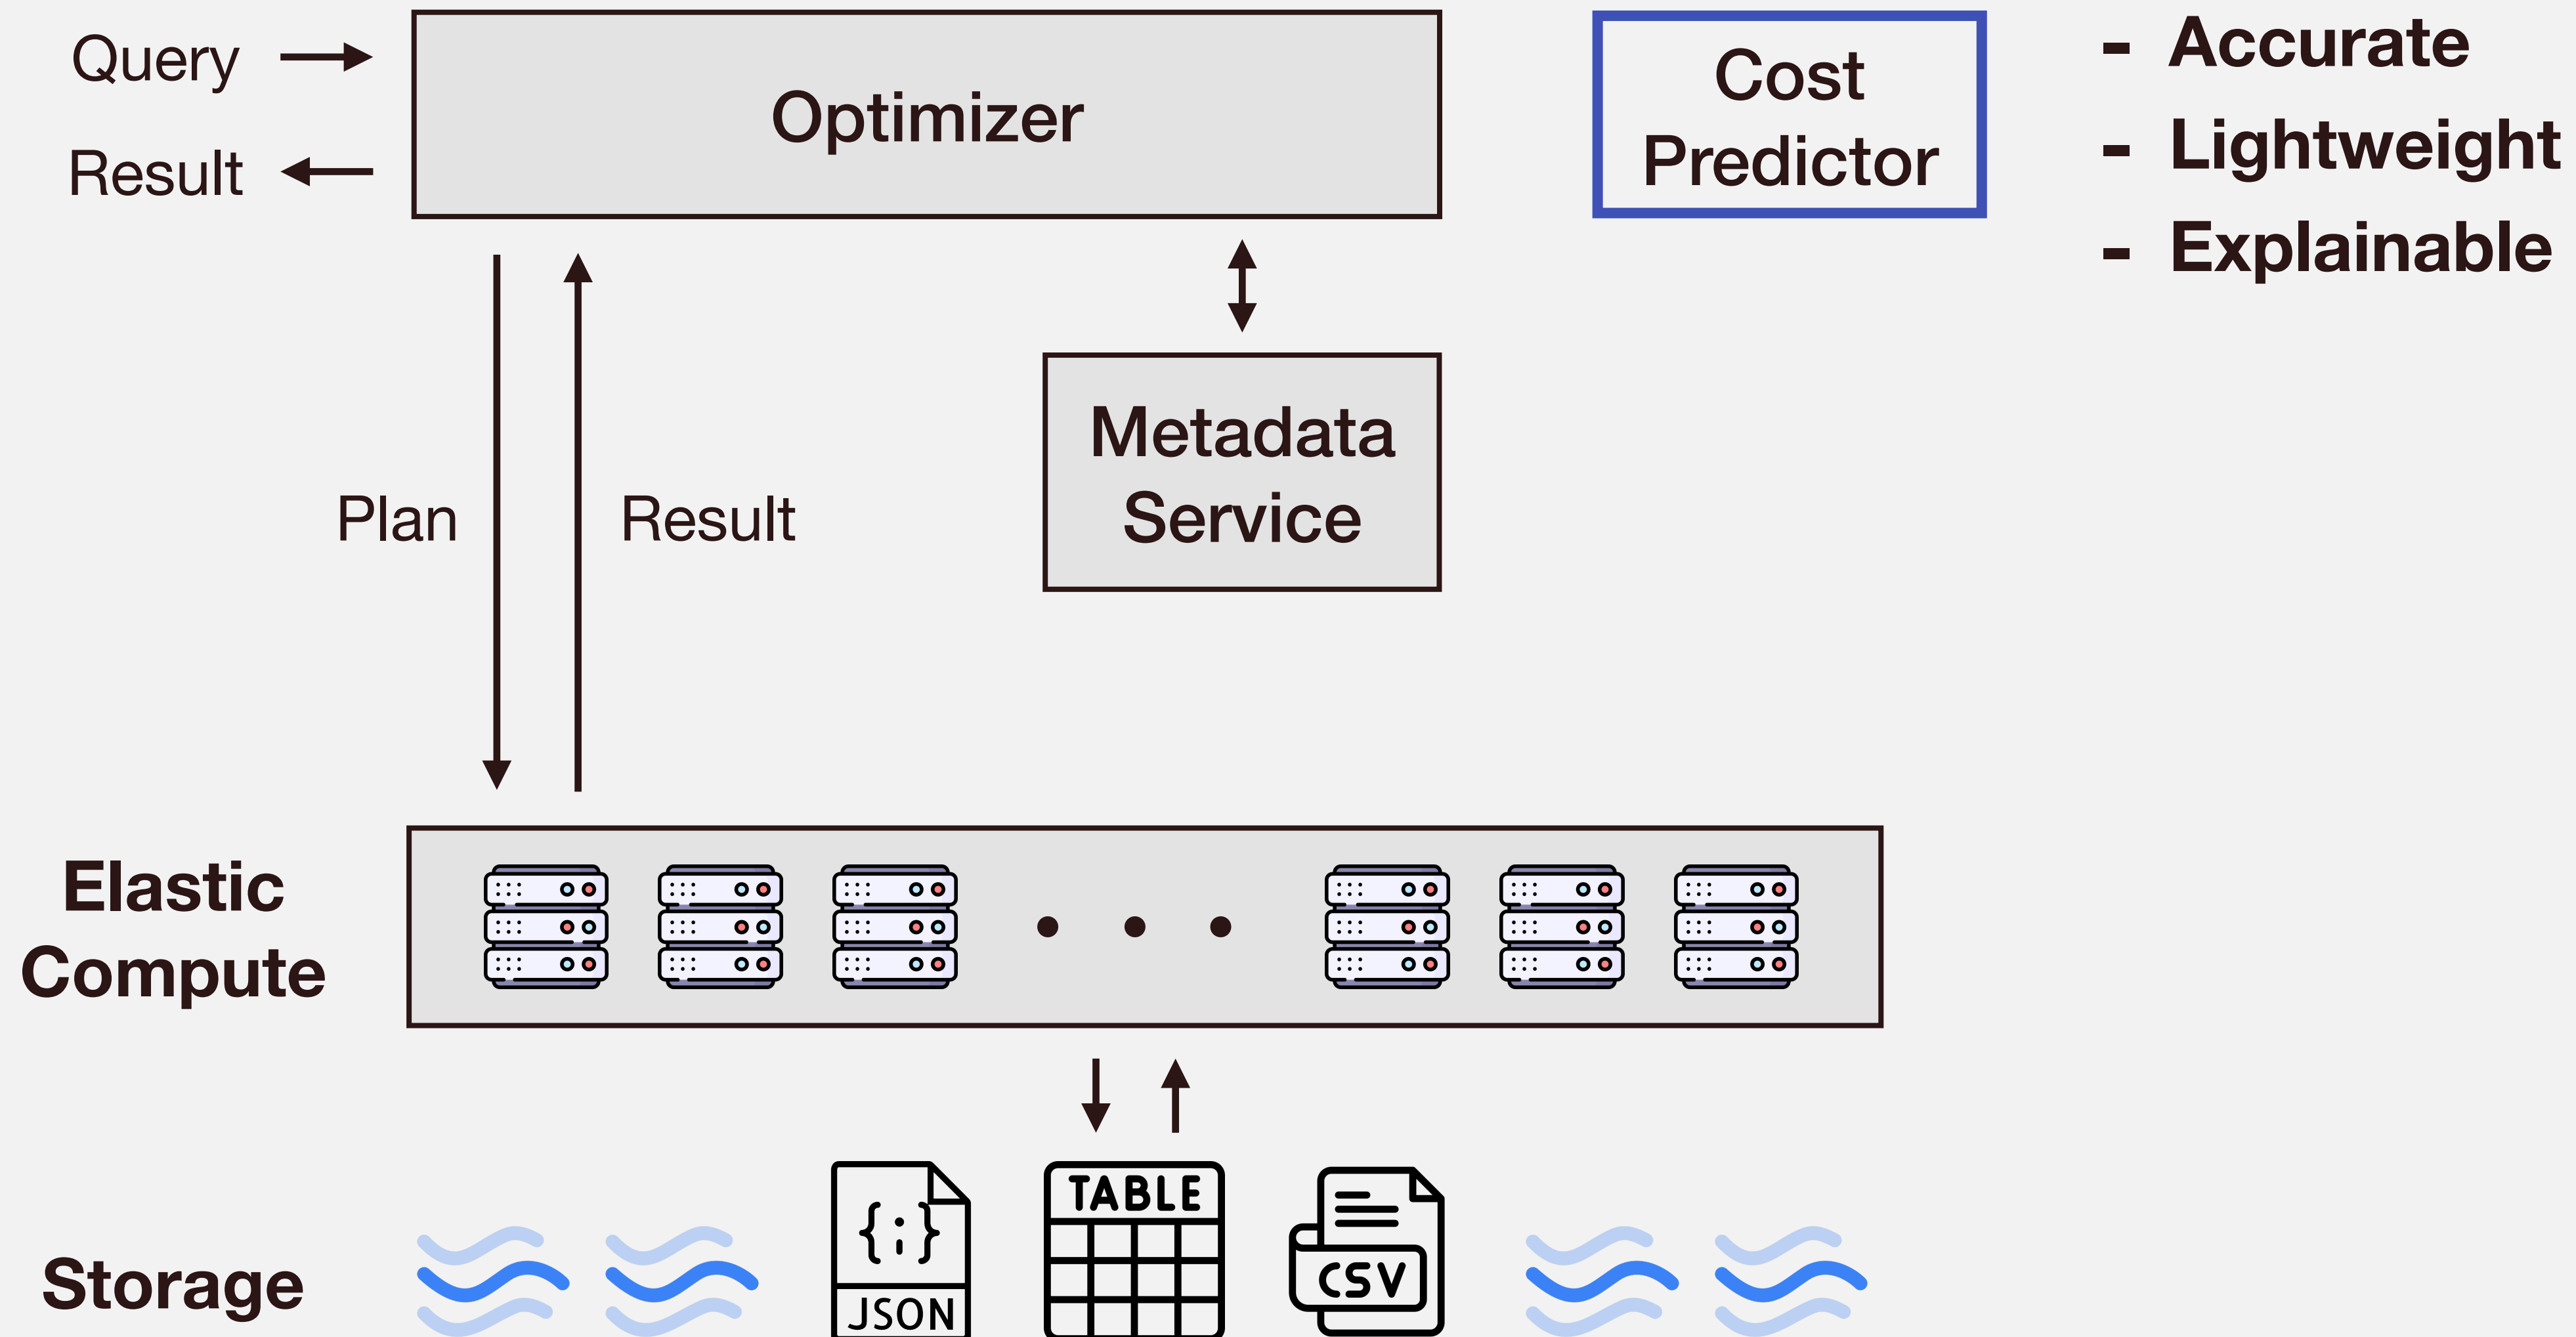 Query
Result
Optimizer
Cost
Predictor
- Accurate
- Lightweight
- Explainable
Metadata
Service
Plan
Result
Elastic
Compute
Storage
{;}
JSON
TABLE
CSV